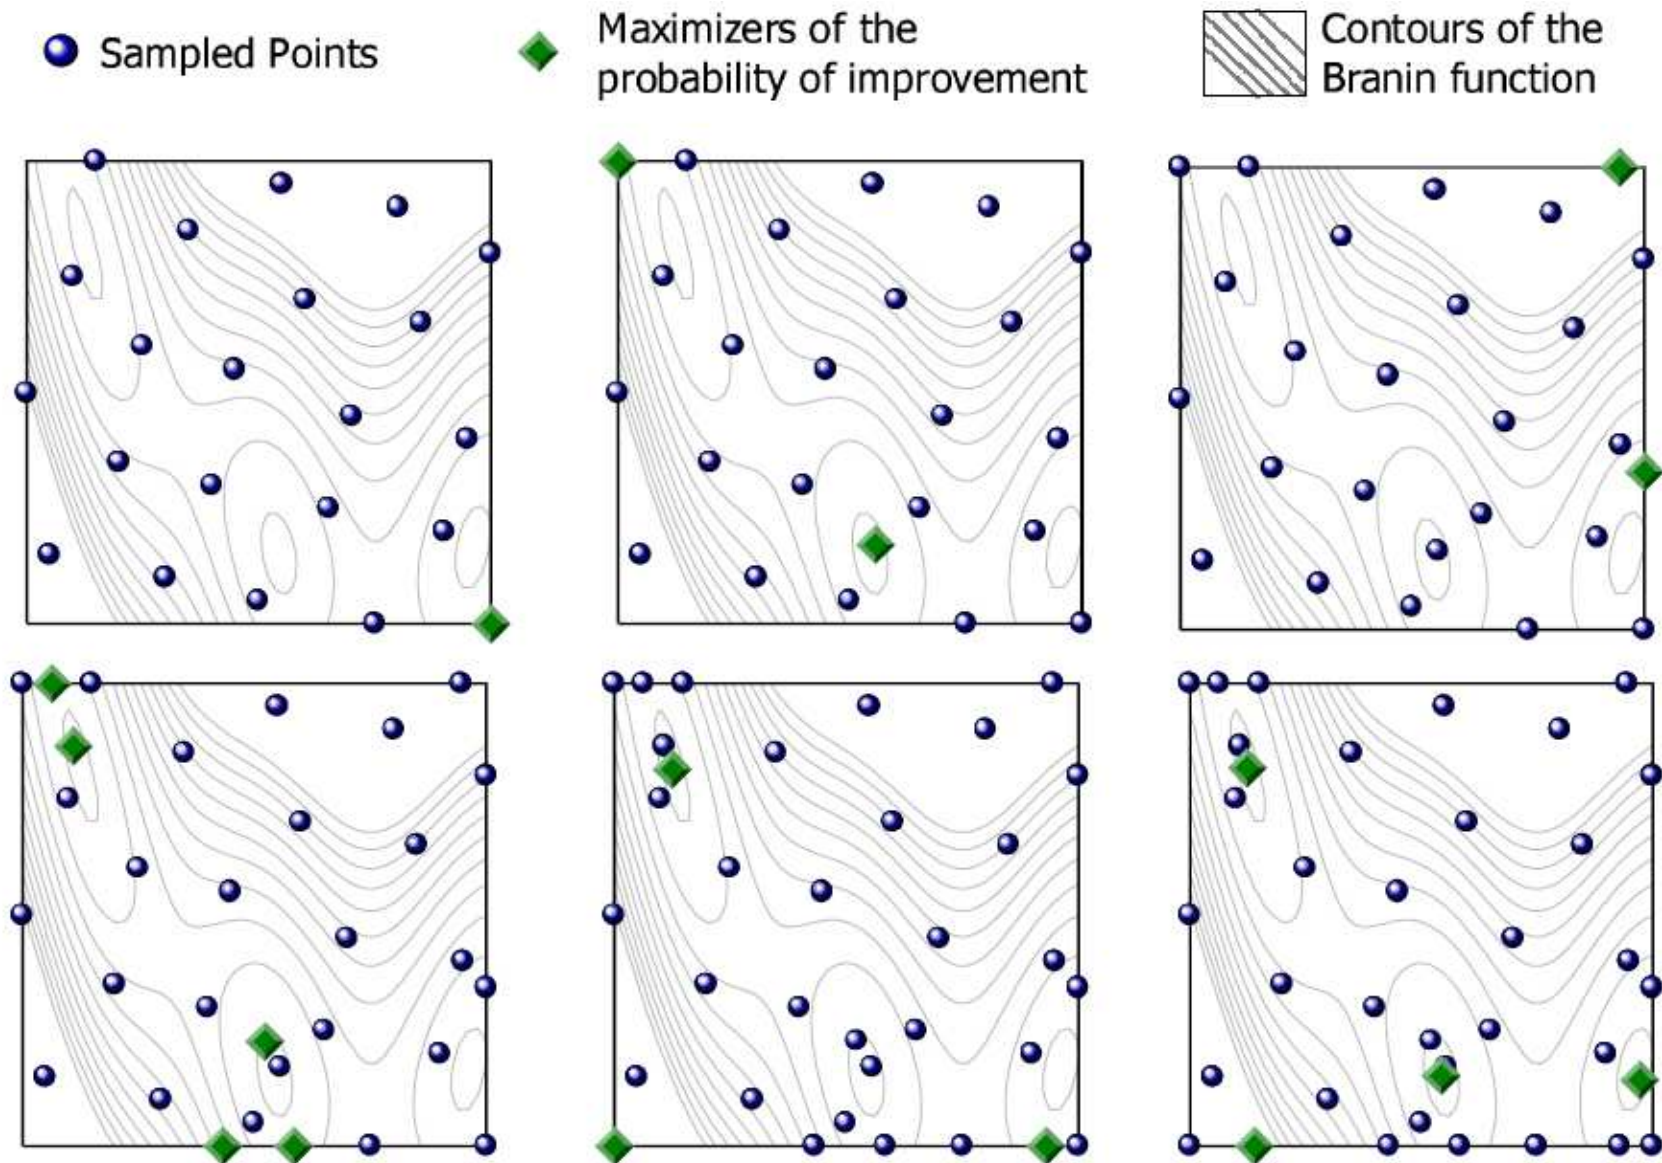 Sampled Points
Maximizers of the
probability of improvement
Contours of the
Branin function